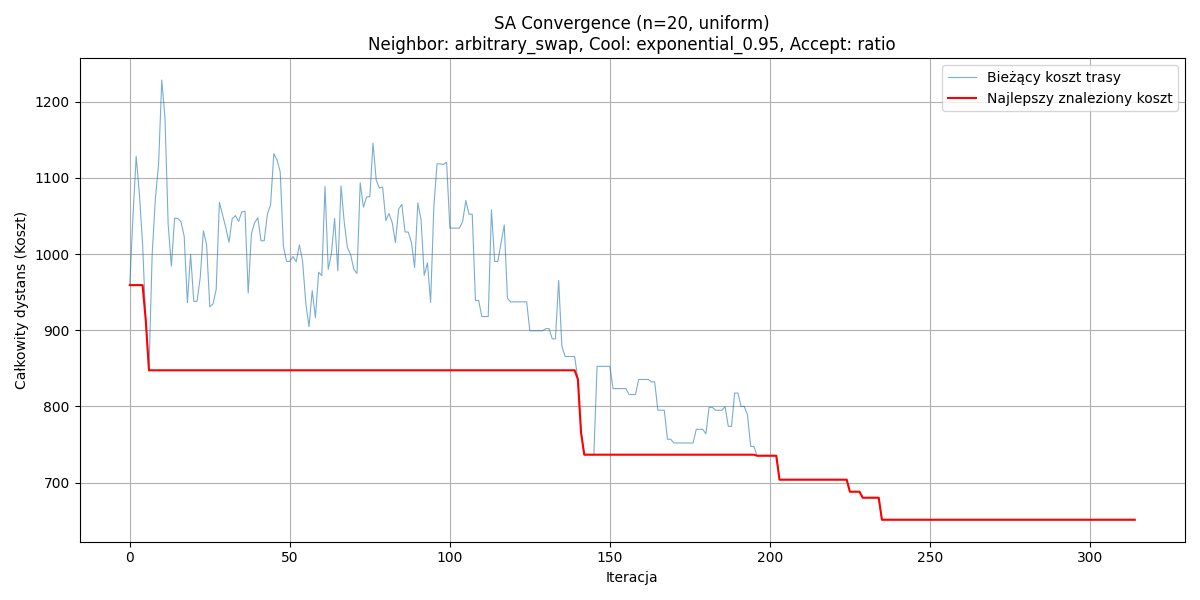 SA Convergence (n=20, uniform)
Neighbor: arbitrary_swap, Cool: exponential_0.95, Accept: ratio
Bieżący koszt trasy
Najlepszy znaleziony koszt
Całkowity dystans (Koszt)
1200
1100
1000
900
800
700
0 50 100 150 200 250 300
Iteracja